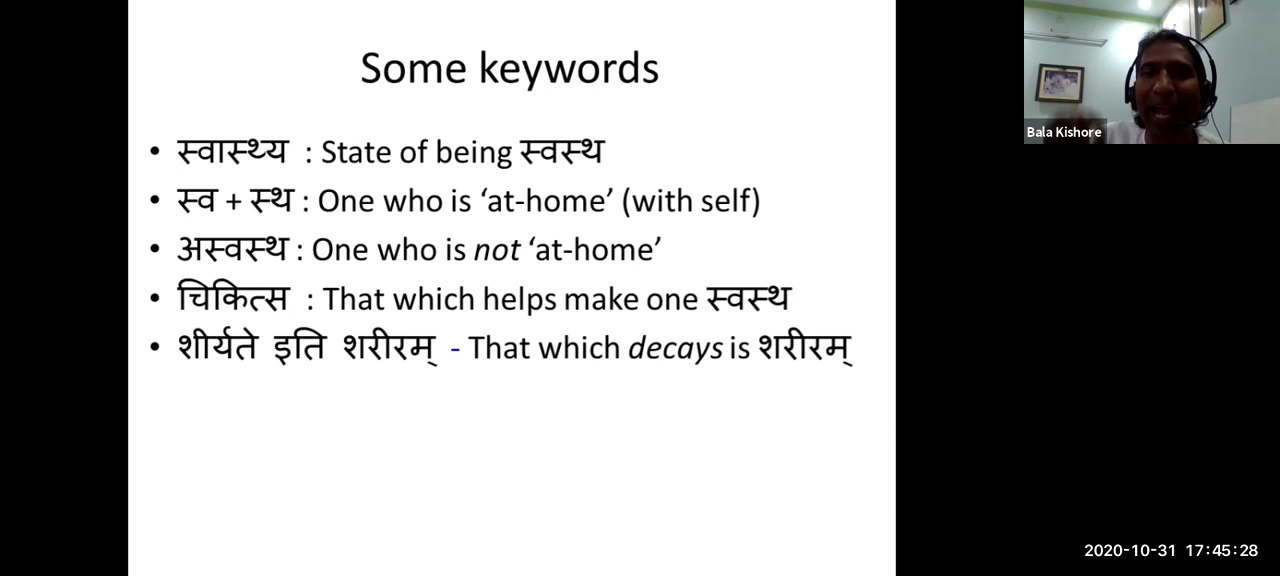 Some keywords
• स्वास्थ्य : State of being स्वस्थ
• स्व + स्थ : One who is ‘at-home’ (with self)
• अस्वस्थ : One who is not ‘at-home’
• चिकित्स : That which helps make one स्वस्थ
• शीर्यते इति शरीरम् - That which decays is शरीरम्
Bala Kishore
2020-10-31 17:45:28